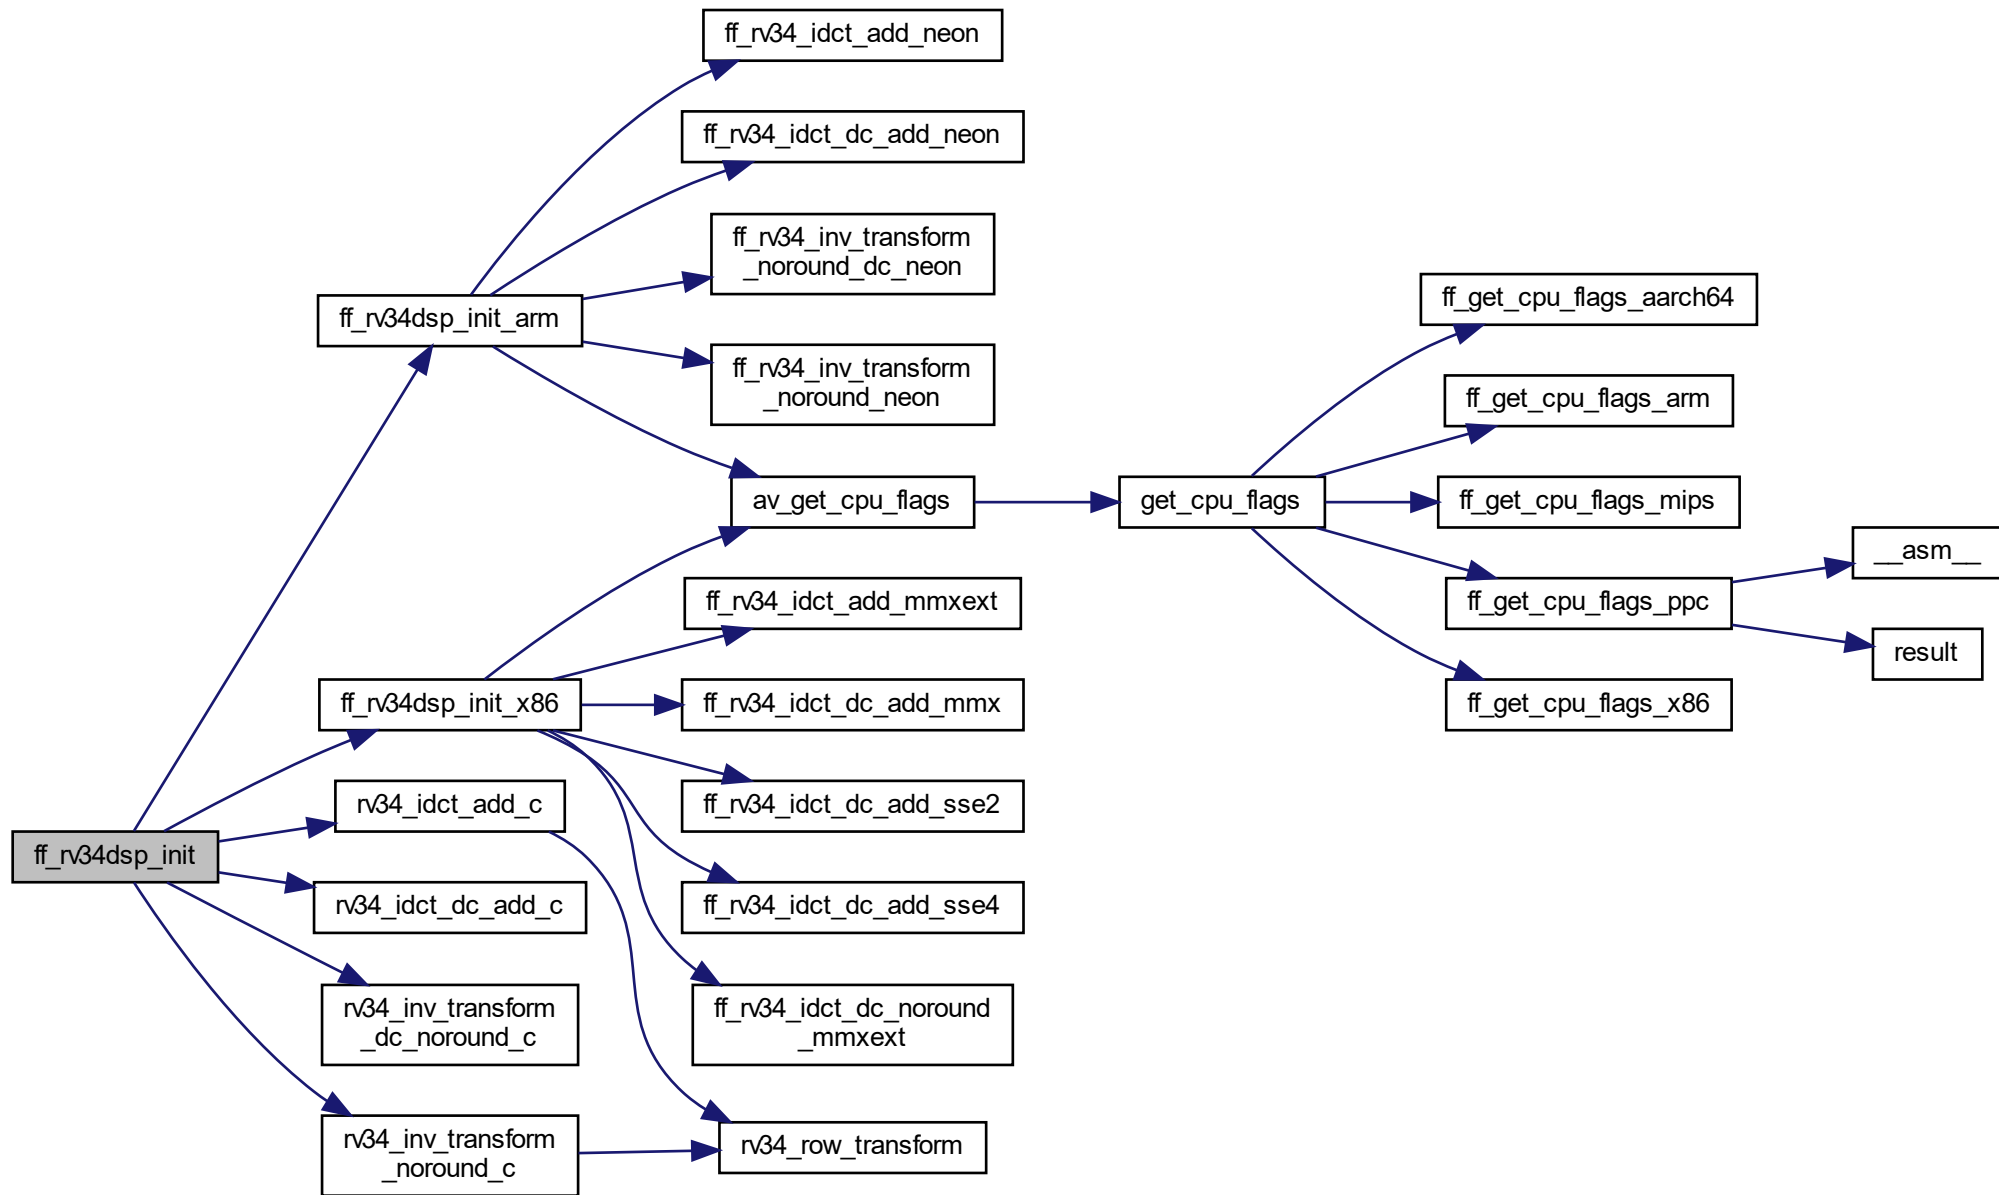 ff_rv34_idct_add_neon
ff_rv34_idct_dc_add_neon
ff_rv34_inv_transform
_noround_dc_neon
ff_rv34dsp_init_arm
ff_rv34_inv_transform
_noround_neon
av_get_cpu_flags
get_cpu_flags
ff_get_cpu_flags_aarch64
ff_get_cpu_flags_arm
ff_get_cpu_flags_mips
ff_get_cpu_flags_ppc
ff_get_cpu_flags_x86
__asm__
result
ff_rv34_idct_add_mmxext
ff_rv34dsp_init_x86
ff_rv34_idct_dc_add_mmx
ff_rv34_idct_dc_add_sse2
ff_rv34_idct_dc_add_sse4
ff_rv34_idct_dc_noround
_mmxext
rv34_idct_add_c
ff_rv34dsp_init
rv34_idct_dc_add_c
rv34_inv_transform
_dc_noround_c
rv34_inv_transform
_noround_c
rv34_row_transform